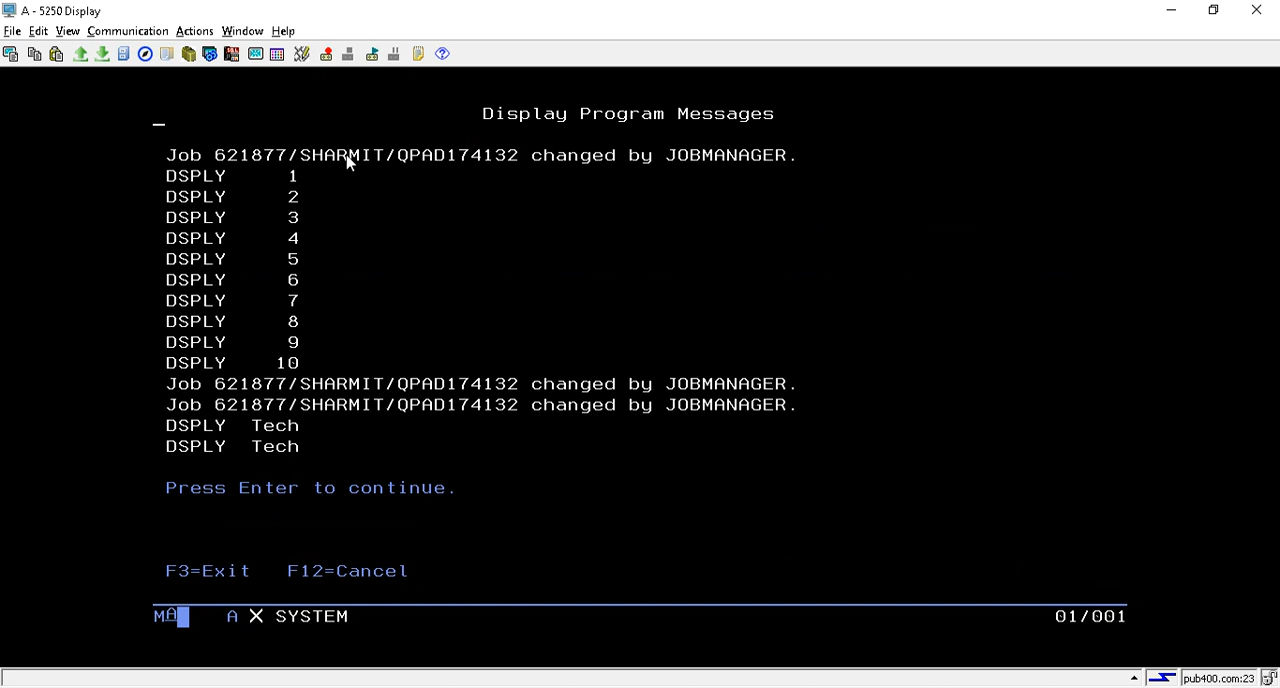 A - 5250 Display
File Edit View Communication Actions Window Help
Display Program Messages
Job 621877/SHARMIT/QPAD174132 changed by JOBMANAGER.
DSPLY 1
DSPLY 2
DSPLY 3
DSPLY 4
DSPLY 5
DSPLY 6
DSPLY 7
DSPLY 8
DSPLY 9
DSPLY 10
Job 621877/SHARMIT/QPAD174132 changed by JOBMANAGER.
Job 621877/SHARMIT/QPAD174132 changed by JOBMANAGER.
DSPLY Tech
DSPLY Tech
Press Enter to continue.
F3=Exit F12=Cancel
MA A X SYSTEM 01/001
pub400.com:23